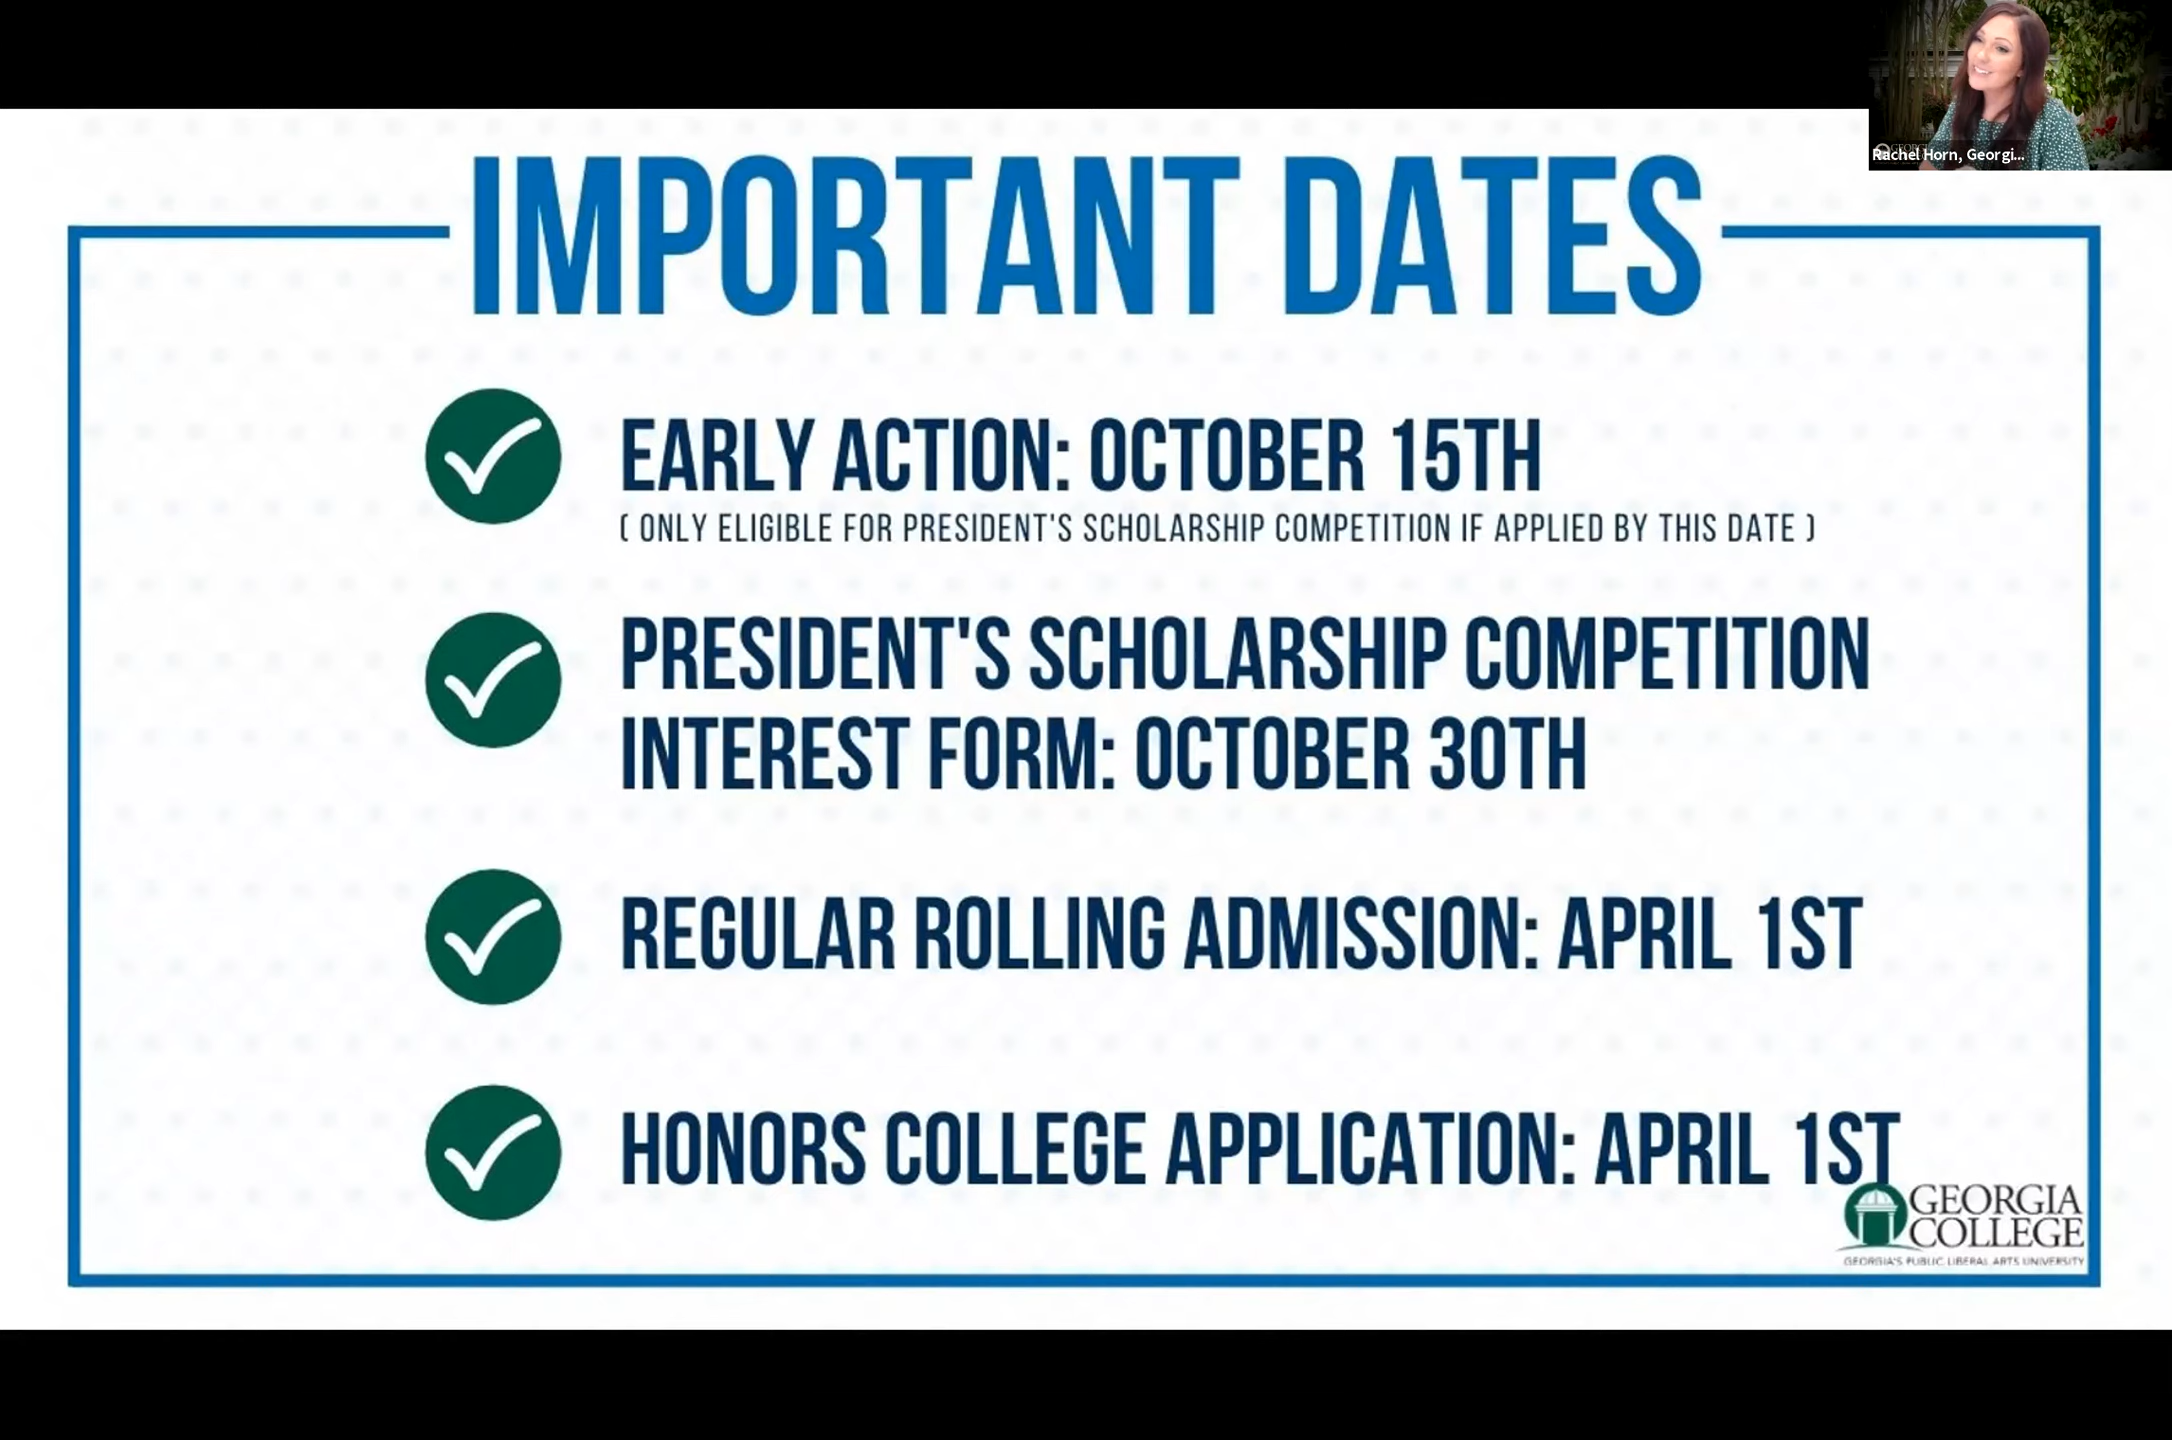 Rachel Horn, Georgi...
IMPORTANT DATES
EARLY ACTION: OCTOBER 15TH
( ONLY ELIGIBLE FOR PRESIDENT'S SCHOLARSHIP COMPETITION IF APPLIED BY THIS DATE )
PRESIDENT'S SCHOLARSHIP COMPETITION
INTEREST FORM: OCTOBER 30TH
REGULAR ROLLING ADMISSION: APRIL 1ST
HONORS COLLEGE APPLICATION: APRIL 1ST
GEORGIA
COLLEGE
GEORGIA'S PUBLIC LIBERAL ARTS UNIVERSITY